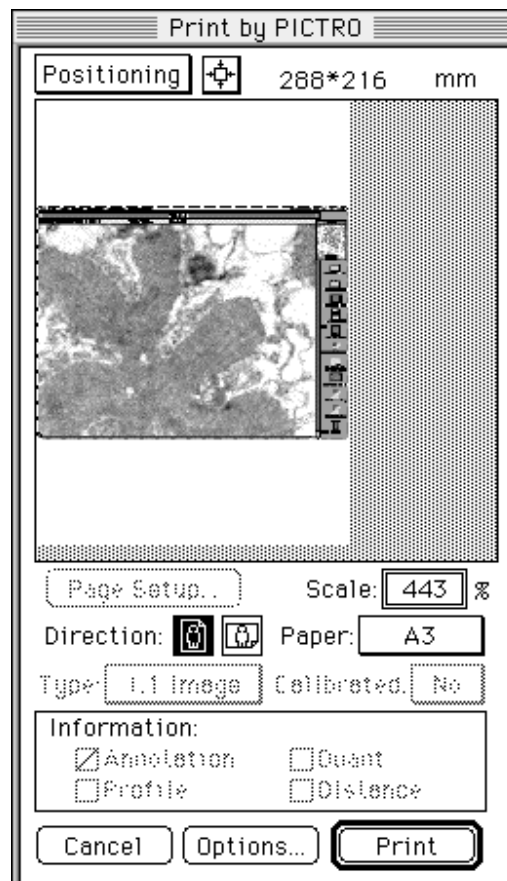 Print by PICTRO
Positioning 288*216 mm
Page Setup.. Scale: 443 %
Direction: Paper: A3
Type: 1.1 Image Calibrated. No
Information:
Annotation Quant
Profile Distance
Cancel Options... Print